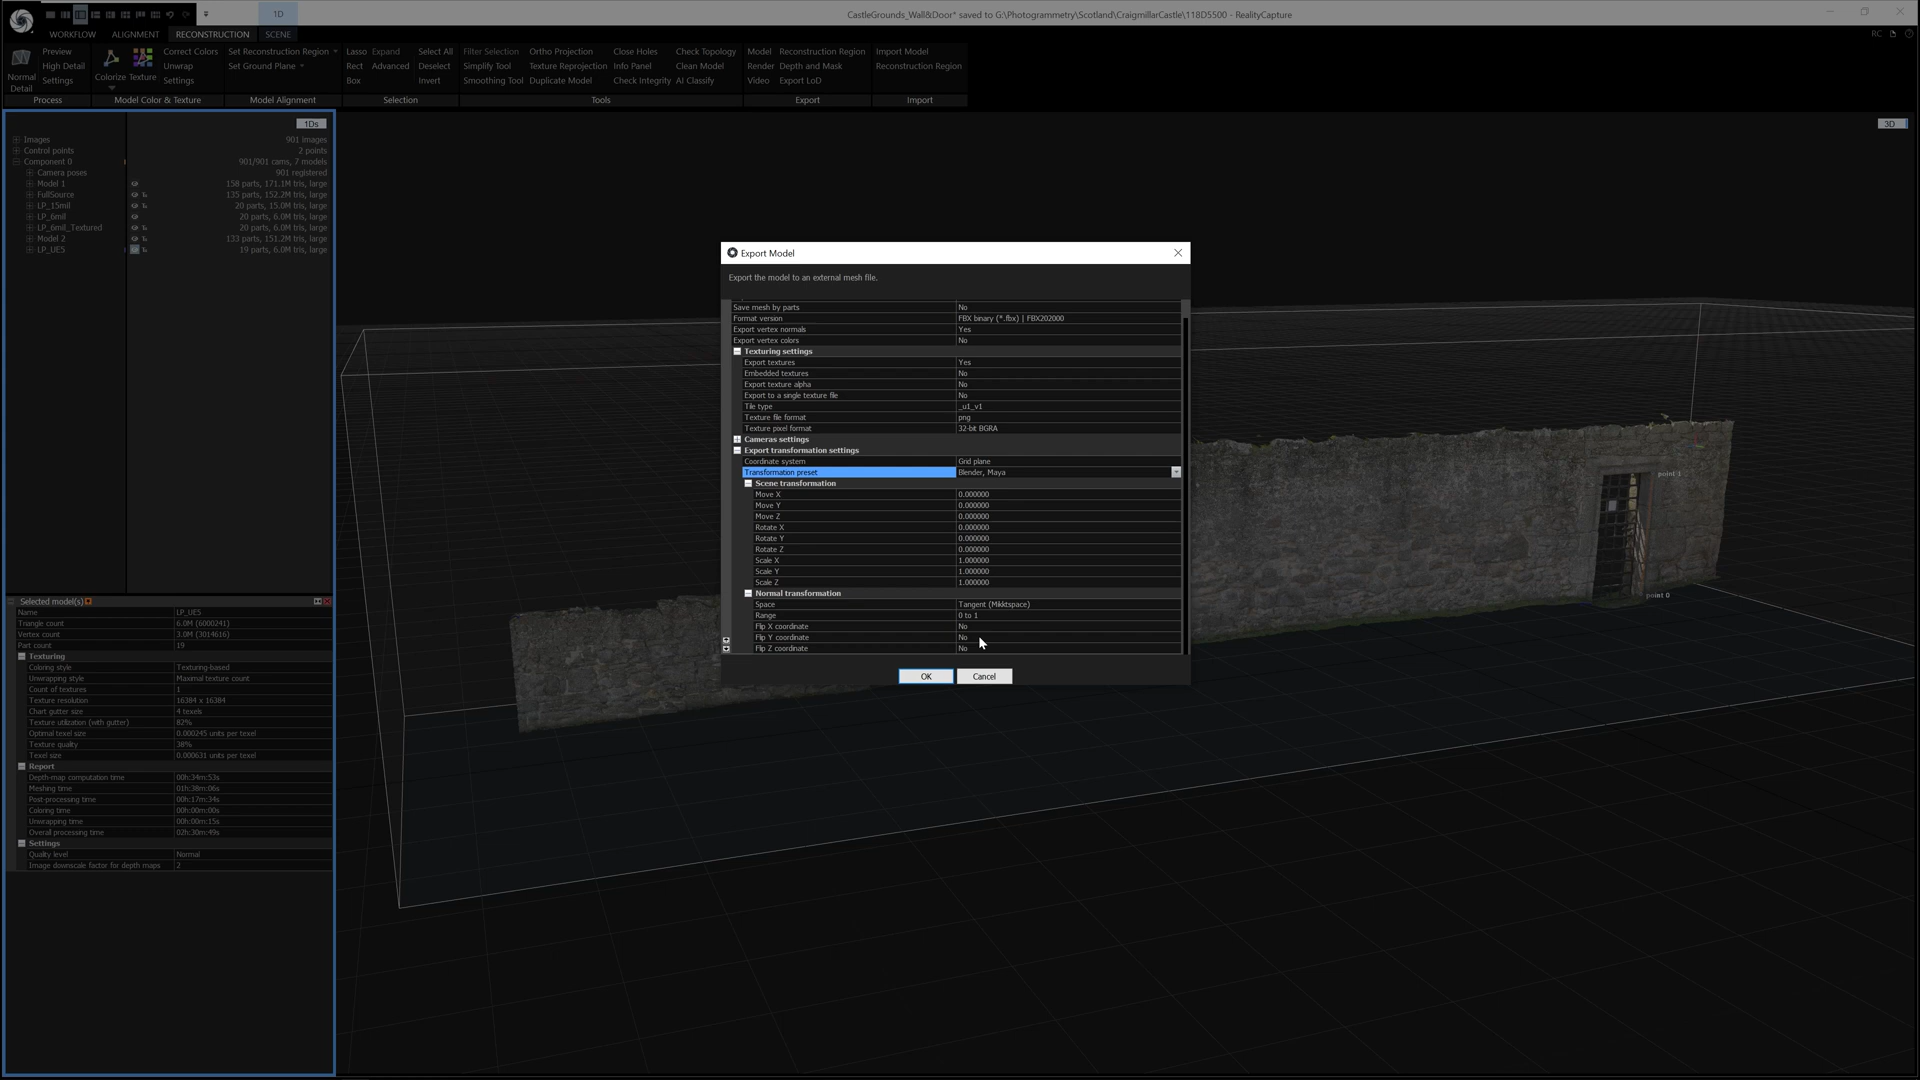 1D
CastleGrounds_Wall&Door* saved to G:\Photogrammetry\Scotland\CraigmillarCastle\118D5500 - RealityCapture
WORKFLOW ALIGNMENT RECONSTRUCTION SCENE
RC
Normal Detail
Preview
High Detail
Settings
Process
Colorize Texture
Correct Colors
Unwrap
Settings
Model Color & Texture
Set Reconstruction Region
Set Ground Plane
Model Alignment
Lasso Expand Select All
Rect Advanced Deselect
Box Invert
Selection
Filter Selection Ortho Projection Close Holes Check Topology
Simplify Tool Texture Reprojection Info Panel Clean Model
Smoothing Tool Duplicate Model Check Integrity AI Classify
Tools
Model Reconstruction Region
Render Depth and Mask
Video Export LoD
Export
Import Model
Reconstruction Region
Import
1Ds
Images 901 images
Control points 2 points
Component 0 901/901 cams, 7 models
Camera poses 901 registered
Model 1 158 parts, 171.1M tris, large
FullSource 135 parts, 152.2M tris, large
LP_15mil 20 parts, 15.0M tris, large
LP_6mil 20 parts, 6.0M tris, large
LP_6mil_Textured 20 parts, 6.0M tris, large
Model 2 133 parts, 151.2M tris, large
LP_UE5 19 parts, 6.0M tris, large
Selected model(s)
Name LP_UE5
Triangle count 6.0M (6000241)
Vertex count 3.0M (3014616)
Part count 19
Texturing
Coloring style Texturing-based
Unwrapping style Maximal texture count
Count of textures 1
Texture resolution 16384 x 16384
Chart gutter size 4 texels
Texture utilization (with gutter) 82%
Optimal texel size 0.000245 units per texel
Texture quality 38%
Texel size 0.000631 units per texel
Report
Depth-map computation time 00h:34m:53s
Meshing time 01h:38m:06s
Post-processing time 00h:17m:34s
Coloring time 00h:00m:00s
Unwrapping time 00h:00m:15s
Overall processing time 02h:30m:49s
Settings
Quality level Normal
Image downscale factor for depth maps 2
3D
point 1
point 0
Export Model
Export the model to an external mesh file.
Save mesh by parts No
Format version FBX binary (*.fbx) | FBX202000
Export vertex normals Yes
Export vertex colors No
Texturing settings
Export textures Yes
Embedded textures No
Export texture alpha No
Export to a single texture file No
Tile type _u1_v1
Texture file format png
Texture pixel format 32-bit BGRA
Cameras settings
Export transformation settings
Coordinate system Grid plane
Transformation preset Blender, Maya
Scene transformation
Move X 0.000000
Move Y 0.000000
Move Z 0.000000
Rotate X 0.000000
Rotate Y 0.000000
Rotate Z 0.000000
Scale X 1.000000
Scale Y 1.000000
Scale Z 1.000000
Normal transformation
Space Tangent (Mikktspace)
Range 0 to 1
Flip X coordinate No
Flip Y coordinate No
Flip Z coordinate No
OK Cancel